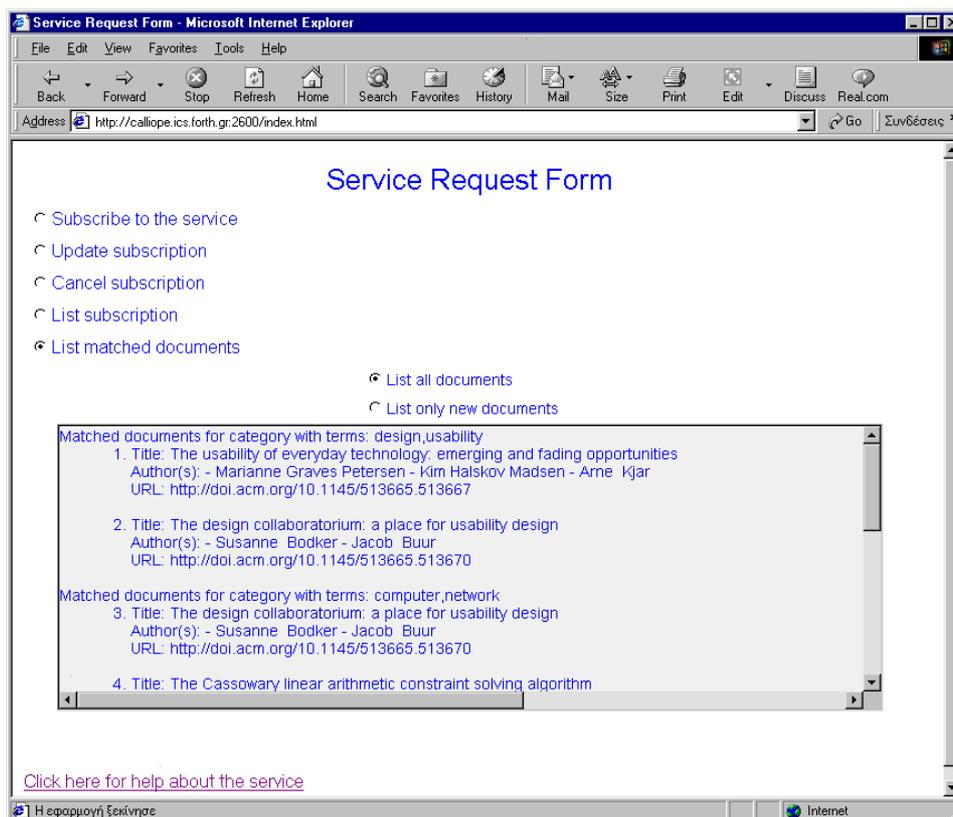 Service Request Form - Microsoft Internet Explorer
File Edit View Favorites Tools Help
Back Forward Stop Refresh Home Search Favorites History Mail Size Print Edit Discuss Real.com
Address http://calliope.ics.forth.gr:2600/index.html Go Συνδέσεις
Service Request Form
Subscribe to the service
Update subscription
Cancel subscription
List subscription
List matched documents
List all documents
List only new documents
Matched documents for category with terms: design,usability
1. Title: The usability of everyday technology: emerging and fading opportunities
Author(s): - Marianne Graves Petersen - Kim Halskov Madsen - Arne Kjar
URL: http://doi.acm.org/10.1145/513665.513667
2. Title: The design collaboratorium: a place for usability design
Author(s): - Susanne Bodker - Jacob Buur
URL: http://doi.acm.org/10.1145/513665.513670
Matched documents for category with terms: computer,network
3. Title: The design collaboratorium: a place for usability design
Author(s): - Susanne Bodker - Jacob Buur
URL: http://doi.acm.org/10.1145/513665.513670
4. Title: The Cassowary linear arithmetic constraint solving algorithm
Click here for help about the service
Η εφαρμογή ξεκίνησε Internet